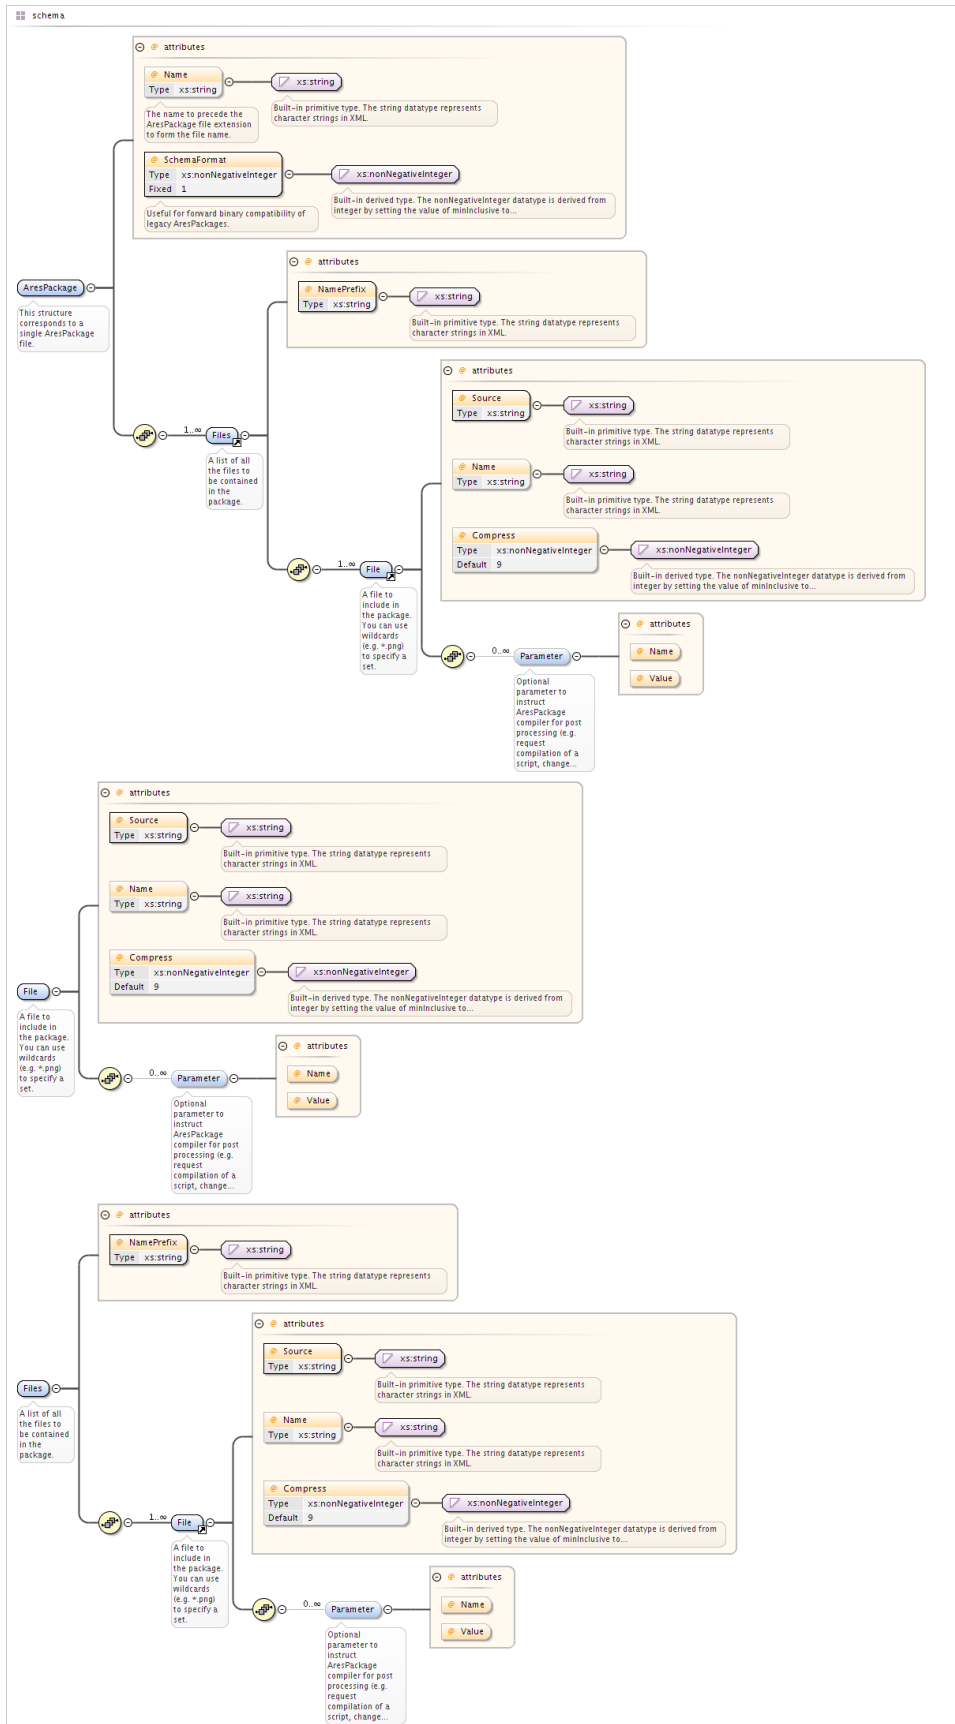 schema
attributes
Name
Type xs:string
xs:string
Built-in primitive type. The string datatype represents
character strings in XML.
The name to precede the
AresPackage file extension
to form the file name.
SchemaFormat
Type xs:nonNegativeInteger
Fixed 1
xs:nonNegativeInteger
Built-in derived type. The nonNegativeInteger datatype is derived from
integer by setting the value of minInclusive to...
Useful for forward binary compatibility of
legacy AresPackages.
AresPackage
This structure
corresponds to a
single AresPackage
file.
attributes
NamePrefix
Type xs:string
xs:string
Built-in primitive type. The string datatype represents
character strings in XML.
1..∞
Files
A list of all
the files to
be contained
in the
package.
attributes
Source
Type xs:string
xs:string
Built-in primitive type. The string datatype represents
character strings in XML.
Name
Type xs:string
xs:string
Built-in primitive type. The string datatype represents
character strings in XML.
Compress
Type xs:nonNegativeInteger
Default 9
xs:nonNegativeInteger
Built-in derived type. The nonNegativeInteger datatype is derived from
integer by setting the value of minInclusive to...
1..∞
File
A file to
include in
the package.
You can use
wildcards
(e.g. *.png)
to specify a
set.
0..∞
Parameter
Optional
parameter to
instruct
AresPackage
compiler for post
processing (e.g.
request
compilation of a
script, change...
attributes
Name
Value
attributes
Source
Type xs:string
xs:string
Built-in primitive type. The string datatype represents
character strings in XML.
Name
Type xs:string
xs:string
Built-in primitive type. The string datatype represents
character strings in XML.
Compress
Type xs:nonNegativeInteger
Default 9
xs:nonNegativeInteger
Built-in derived type. The nonNegativeInteger datatype is derived from
integer by setting the value of minInclusive to...
File
A file to
include in
the package.
You can use
wildcards
(e.g. *.png)
to specify a
set.
0..∞
Parameter
Optional
parameter to
instruct
AresPackage
compiler for post
processing (e.g.
request
compilation of a
script, change...
attributes
Name
Value
attributes
NamePrefix
Type xs:string
xs:string
Built-in primitive type. The string datatype represents
character strings in XML.
Files
A list of all
the files to
be contained
in the
package.
attributes
Source
Type xs:string
xs:string
Built-in primitive type. The string datatype represents
character strings in XML.
Name
Type xs:string
xs:string
Built-in primitive type. The string datatype represents
character strings in XML.
Compress
Type xs:nonNegativeInteger
Default 9
xs:nonNegativeInteger
Built-in derived type. The nonNegativeInteger datatype is derived from
integer by setting the value of minInclusive to...
1..∞
File
A file to
include in
the package.
You can use
wildcards
(e.g. *.png)
to specify a
set.
0..∞
Parameter
Optional
parameter to
instruct
AresPackage
compiler for post
processing (e.g.
request
compilation of a
script, change...
attributes
Name
Value